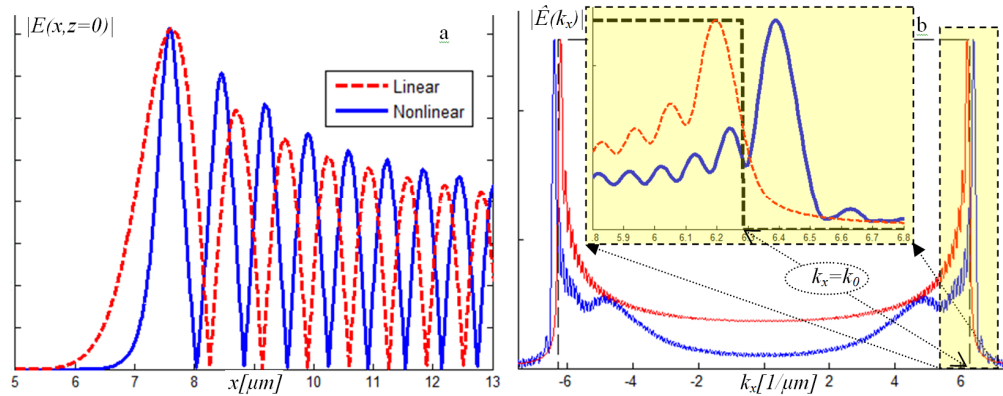 |E(x,z=0)|
a
Linear
Nonlinear
5 6 7 8 9 10 11 12 13
x[μm]
|Ê(kₓ)|
b
5.9 6 6.1 6.2 6.4 6.5 6.6 6.7 6.8
kₓ=k₀
-6 -4 -2 0 2 4 6
kₓ[1/μm]